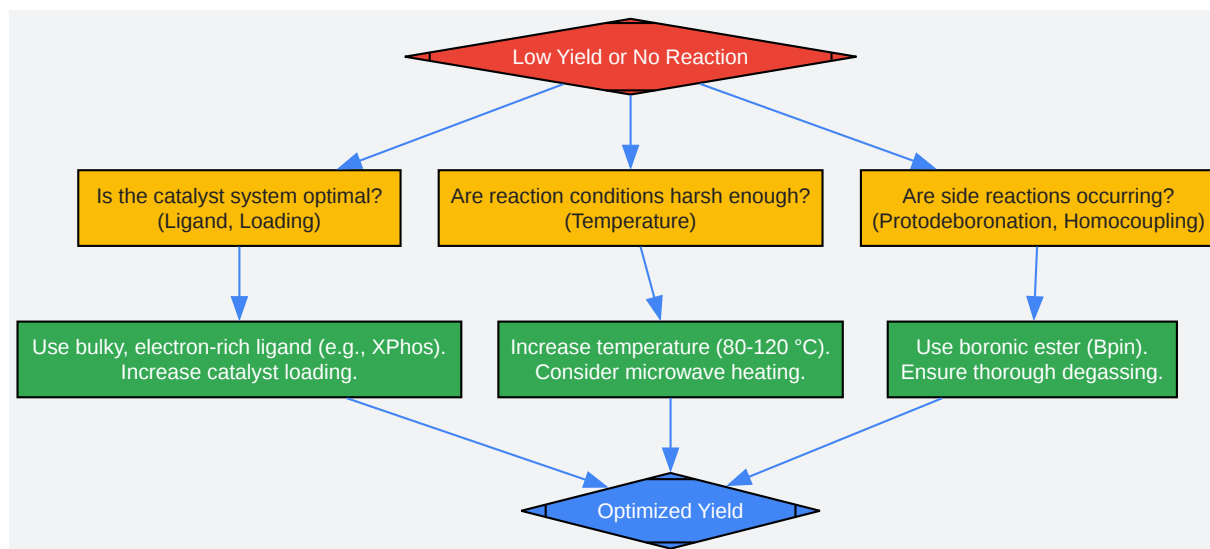 Low Yield or No Reaction
Is the catalyst system optimal?
(Ligand, Loading)
Are reaction conditions harsh enough?
(Temperature)
Are side reactions occurring?
(Protodeboronation, Homocoupling)
Use bulky, electron-rich ligand (e.g., XPhos).
Increase catalyst loading.
Increase temperature (80-120 °C).
Consider microwave heating.
Use boronic ester (Bpin).
Ensure thorough degassing.
Optimized Yield